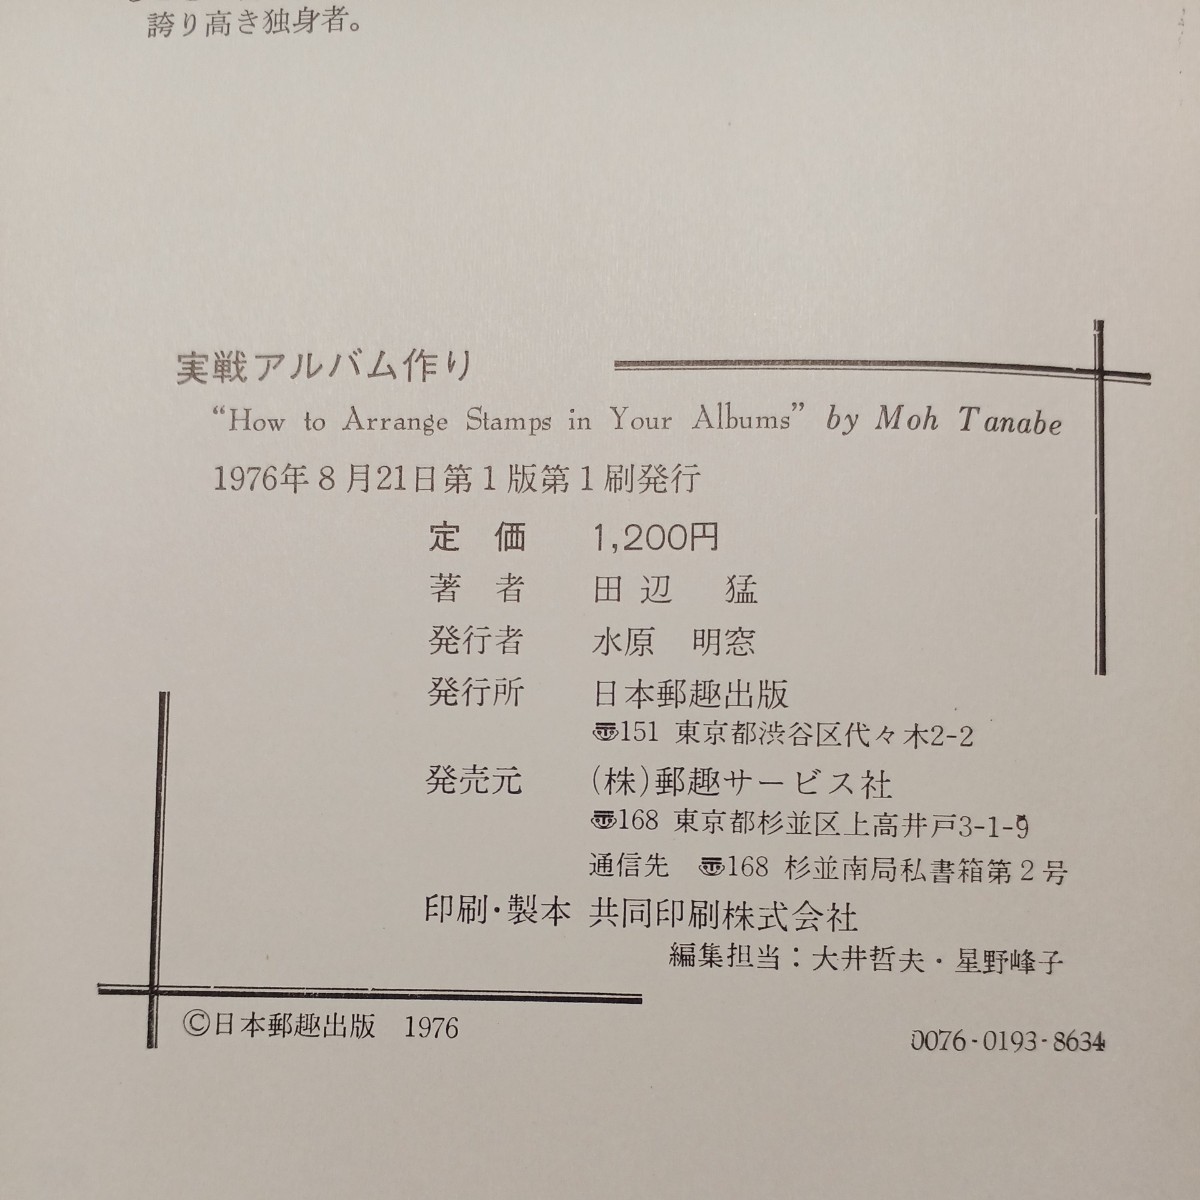 誇り高き独身者。
実戦アルバム作り
“How to Arrange Stamps in Your Albums” by Moh Tanabe
1976年8月21日第1版第1刷発行
定　価　1,200円
著　者　田辺　猛
発行者　水原　明窓
発行所　日本郵趣出版
〠151 東京都渋谷区代々木2-2
発売元　(株)郵趣サービス社
〠168 東京都杉並区上高井戸3-1-9
通信先　〠168 杉並南局私書箱第2号
印刷・製本 共同印刷株式会社
編集担当：大井哲夫・星野峰子
©日本郵趣出版　1976
0076-0193-8634